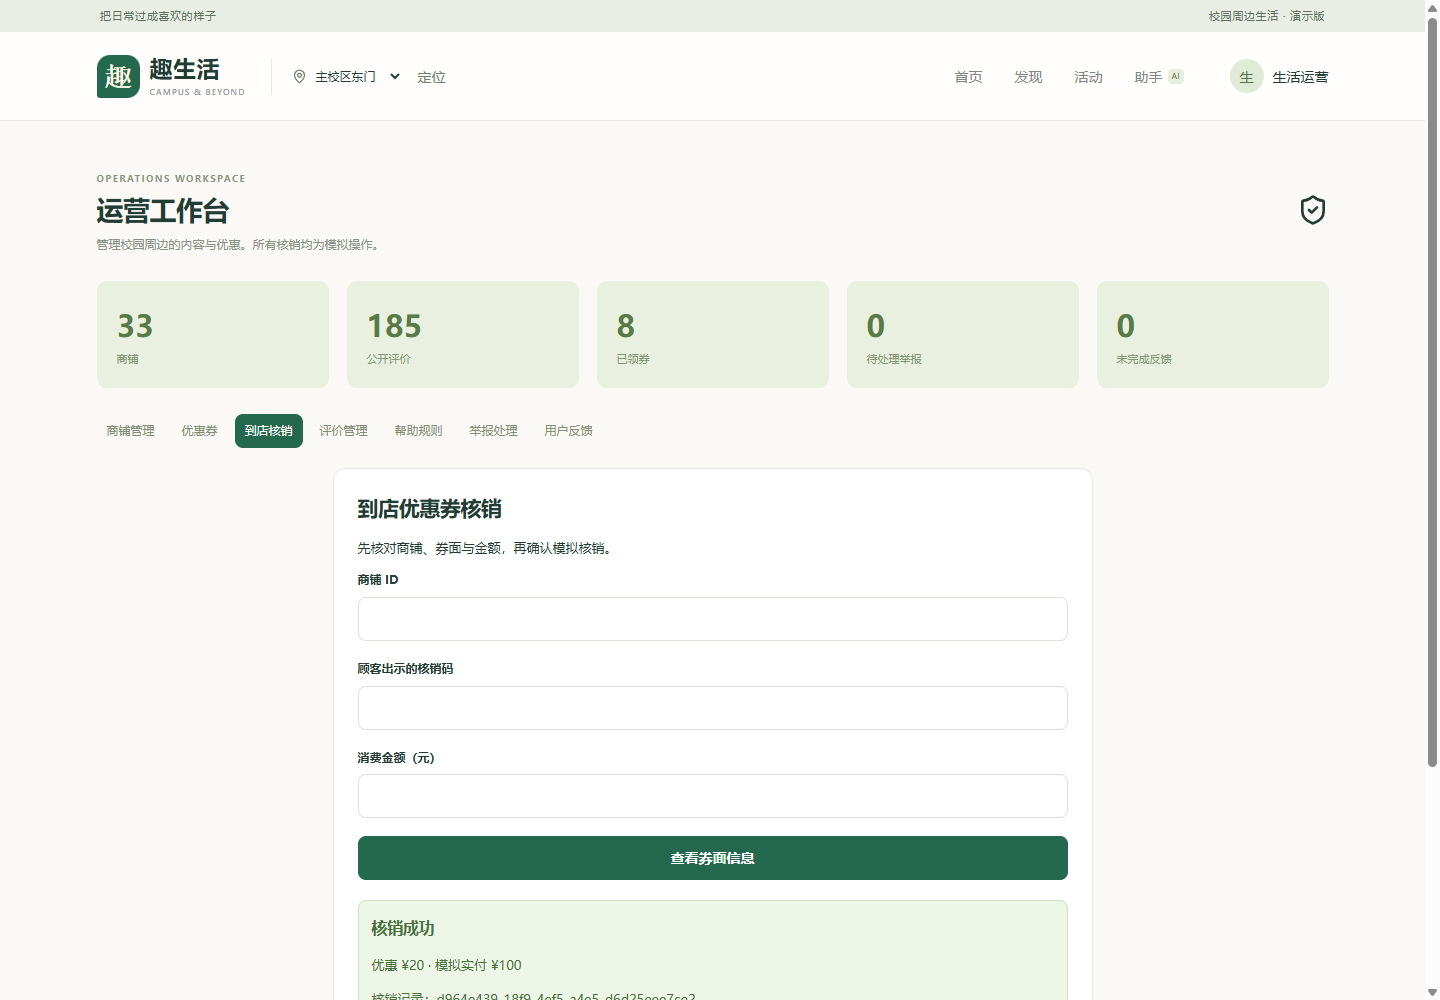 把日常过成喜欢的样子
校园周边生活 · 演示版
趣 趣生活
CAMPUS & BEYOND
主校区东门
定位
首页
发现
活动
助手 AI
生 生活运营
OPERATIONS WORKSPACE
运营工作台
管理校园周边的内容与优惠。所有核销均为模拟操作。
33
商铺
185
公开评价
8
已领券
0
待处理举报
0
未完成反馈
商铺管理
优惠券
到店核销
评价管理
帮助规则
举报处理
用户反馈
到店优惠券核销
先核对商铺、券面与金额，再确认模拟核销。
商铺 ID
顾客出示的核销码
消费金额（元）
查看券面信息
核销成功
优惠 ¥20 · 模拟实付 ¥100
核销记录：